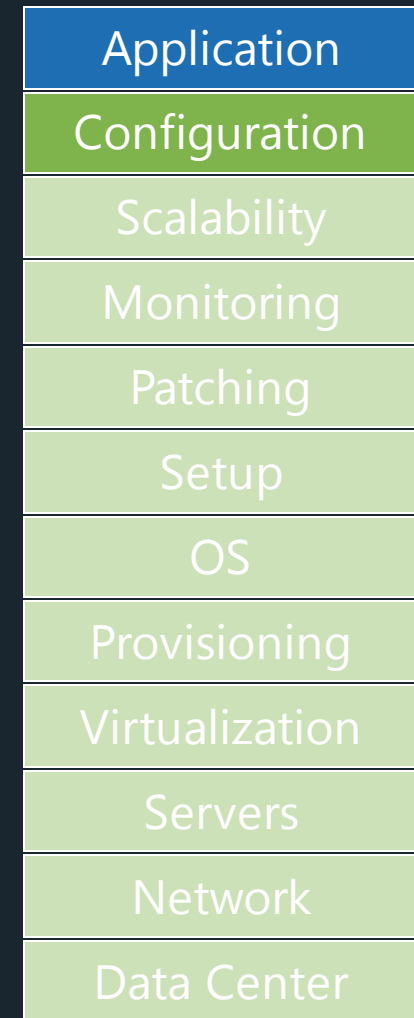 Application
Configuration
Scalability
Monitoring
Patching
Setup
OS
Provisioning
Virtualization
Servers
Network
Data Center